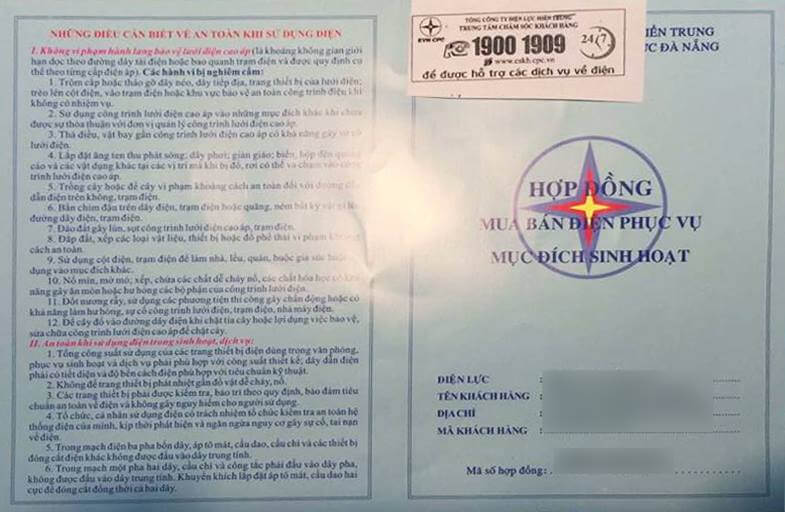 NHỮNG ĐIỀU CẦN BIẾT VỀ AN TOÀN KHI SỬ DỤNG ĐIỆN
I. Không vi phạm hành lang bảo vệ lưới điện cao áp (là khoảng không gian giới
hạn dọc theo đường dây tải điện hoặc bao quanh trạm điện và được quy định cụ
thể theo từng cấp điện áp). Các hành vi bị nghiêm cấm:
1. Trộm cắp hoặc tháo gỡ dây néo, dây tiếp địa, trang thiết bị của lưới điện;
trèo lên cột điện, vào trạm điện hoặc khu vực bảo vệ an toàn công trình điện khi
không có nhiệm vụ.
2. Sử dụng công trình lưới điện cao áp vào những mục đích khác khi chưa
được sự thỏa thuận với đơn vị quản lý công trình lưới điện cao áp.
3. Thả diều, vật bay gần công trình lưới điện cao áp có khả năng gây sự cố
lưới điện.
4. Lắp đặt ăng ten thu phát sóng; dây phơi; giàn giáo; biển, hộp đèn quảng
cáo và các vật dụng khác tại các vị trí mà khi bị đổ, rơi có thể va chạm vào công
trình lưới điện cao áp.
5. Trồng cây hoặc để cây vi phạm khoảng cách an toàn đối với đường dây
dẫn điện trên không, trạm điện.
6. Bắn chim đậu trên dây điện, trạm điện hoặc quăng, ném bất kỳ vật gì lên
đường dây điện, trạm điện.
7. Đào đất gây lún, sụt công trình lưới điện cao áp, trạm điện.
8. Đắp đất, xếp các loại vật liệu, thiết bị hoặc đổ phế thải vi phạm khoảng
cách an toàn.
9. Sử dụng cột điện, trạm điện để làm nhà, lều, quán, buộc gia súc hoặc sử
dụng vào mục đích khác.
10. Nổ mìn, mở mỏ; xếp, chứa các chất dễ cháy nổ, các chất hóa học có khả
năng gây ăn mòn hoặc hư hỏng các bộ phận của công trình lưới điện.
11. Đốt nương rẫy, sử dụng các phương tiện thi công gây chấn động hoặc có
khả năng làm hư hỏng, sự cố công trình lưới điện, trạm điện, nhà máy điện.
12. Để cây đổ vào đường dây điện khi chặt tỉa cây hoặc lợi dụng việc bảo vệ,
sửa chữa công trình lưới điện cao áp để chặt cây.
II. An toàn khi sử dụng điện trong sinh hoạt, dịch vụ:
1. Tổng công suất sử dụng của các trang thiết bị điện dùng trong văn phòng,
phục vụ sinh hoạt và dịch vụ phải phù hợp với công suất thiết kế; dây dẫn điện
phải có tiết diện và độ bền cách điện phù hợp với tiêu chuẩn kỹ thuật.
2. Không để trang thiết bị phát nhiệt gần đồ vật dễ cháy, nổ.
3. Các trang thiết bị phải được kiểm tra, bảo trì theo quy định, bảo đảm tiêu
chuẩn an toàn về điện và không gây nguy hiểm cho người sử dụng.
4. Tổ chức, cá nhân sử dụng điện có trách nhiệm tổ chức kiểm tra an toàn hệ
thống điện của mình, kịp thời phát hiện và ngăn ngừa nguy cơ gây sự cố, tai nạn
về điện.
5. Trong mạch điện ba pha bốn dây, áp tô mát, cầu dao, cầu chì và các thiết bị
đóng cắt điện khác không được đấu vào dây trung tính.
6. Trong mạch một pha hai dây, cầu chì và công tắc phải đấu vào dây pha,
không được đấu vào dây trung tính. Khuyến khích lắp đặt áp tô mát, cầu dao hai
cực để đóng cắt đồng thời cả hai dây.
TỔNG CÔNG TY ĐIỆN LỰC MIỀN TRUNG
TRUNG TÂM CHĂM SÓC KHÁCH HÀNG
EVN CPC
1900 1909
24/7
www.cskh.cpc.vn
để được hỗ trợ các dịch vụ về điện
IỀN TRUNG
ỰC ĐÀ NẴNG
HỢP ĐỒNG
MUA BÁN ĐIỆN PHỤC VỤ
MỤC ĐÍCH SINH HOẠT
ĐIỆN LỰC :
TÊN KHÁCH HÀNG :
ĐỊA CHỈ :
MÃ KHÁCH HÀNG :
Mã số hợp đồng: